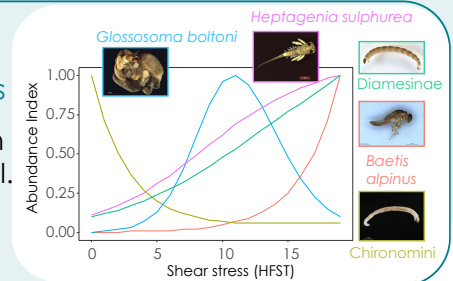 Heptagenia sulphurea
Glossosoma boltoni
Diamesinae
Baetis
alpinus
Chironomini
Abundance Index
1.00
0.75
0.50
0.25
0.00
0
5
10
15
Shear stress (HFST)
s
l.